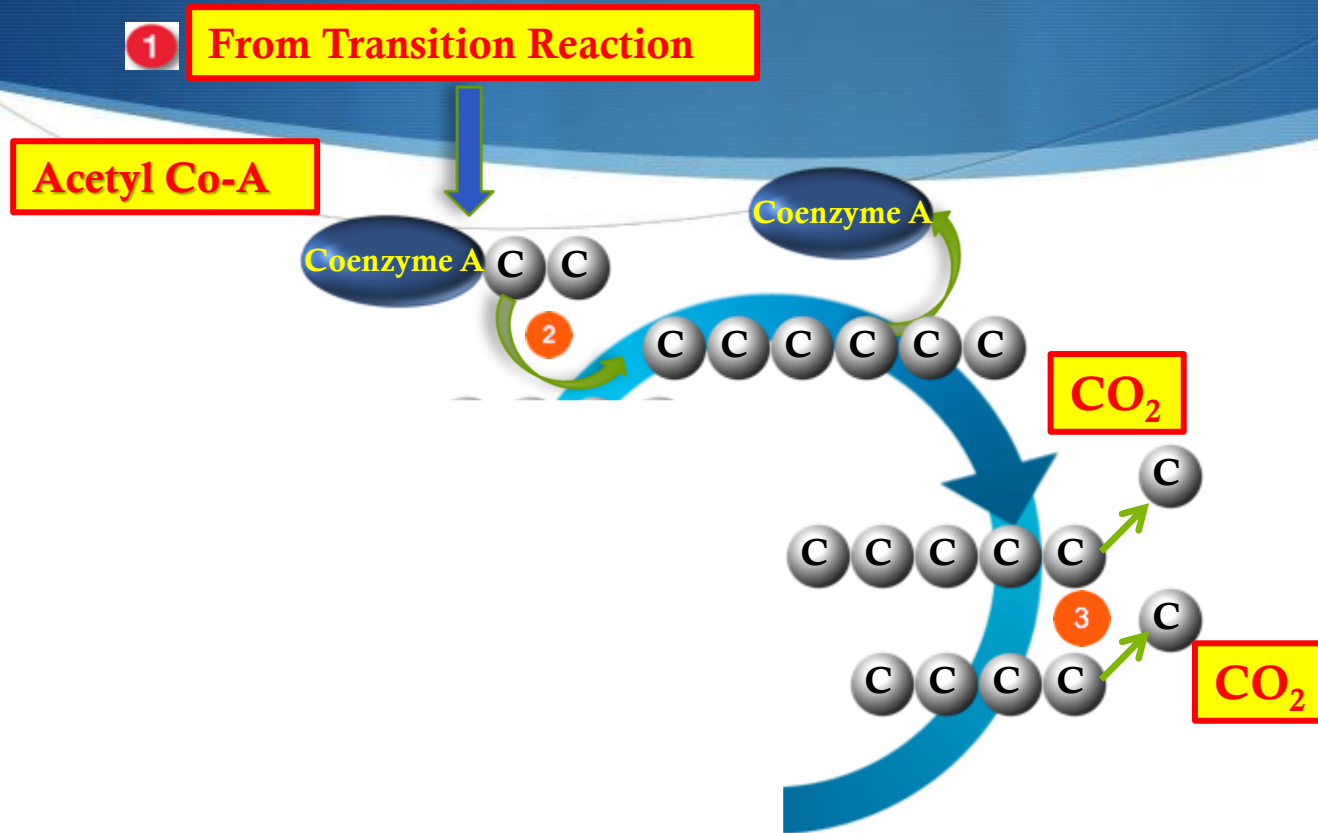 1 From Transition Reaction
Acetyl Co-A
Coenzyme A
Coenzyme A C C
2
C C C C C C
CO₂
C
C C C C C
3
C
C C C C
CO₂